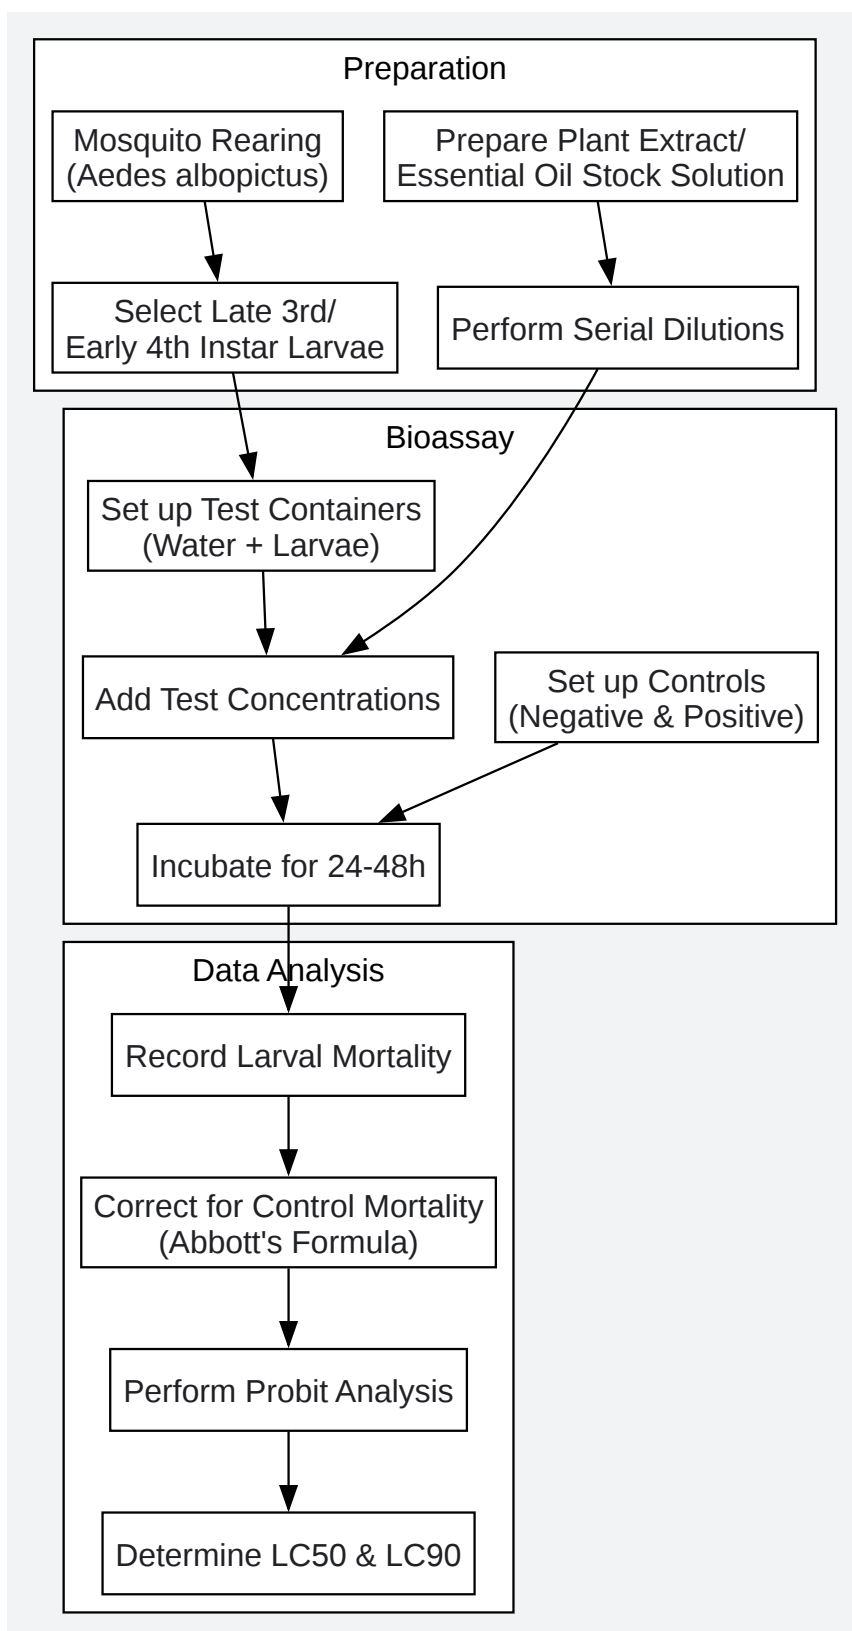 Preparation
Mosquito Rearing
(Aedes albopictus)
Prepare Plant Extract/
Essential Oil Stock Solution
Select Late 3rd/
Early 4th Instar Larvae
Perform Serial Dilutions
Bioassay
Set up Test Containers
(Water + Larvae)
Add Test Concentrations
Set up Controls
(Negative & Positive)
Incubate for 24-48h
Data Analysis
Record Larval Mortality
Correct for Control Mortality
(Abbott's Formula)
Perform Probit Analysis
Determine LC50 & LC90